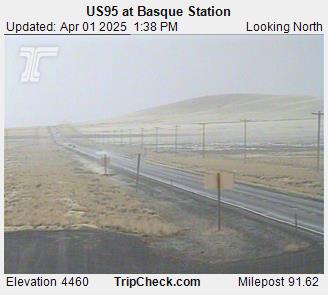 US95 at Basque Station
Updated: Apr 01 2025 1:38 PM Looking North
Elevation 4460 TripCheck.com Milepost 91.62